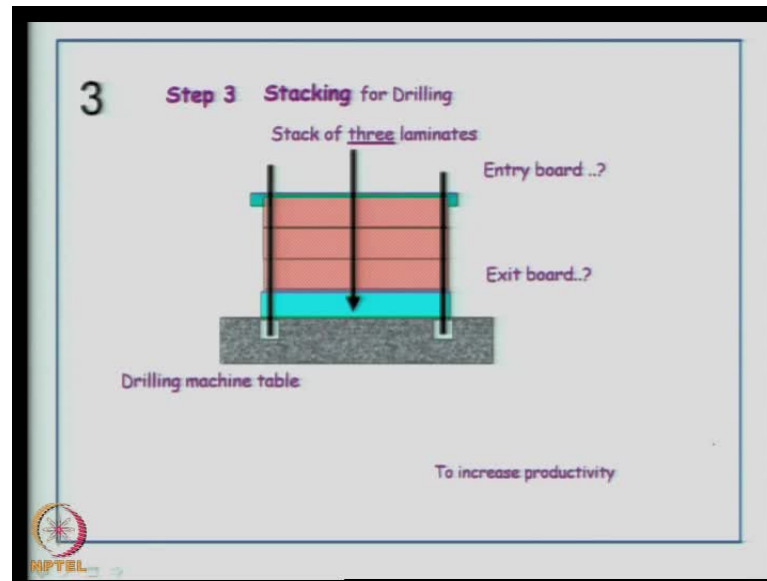 3
Step 3 Stacking for Drilling
Stack of three laminates
Entry board ..?
Exit board..?
Drilling machine table
To increase productivity
NPTEL